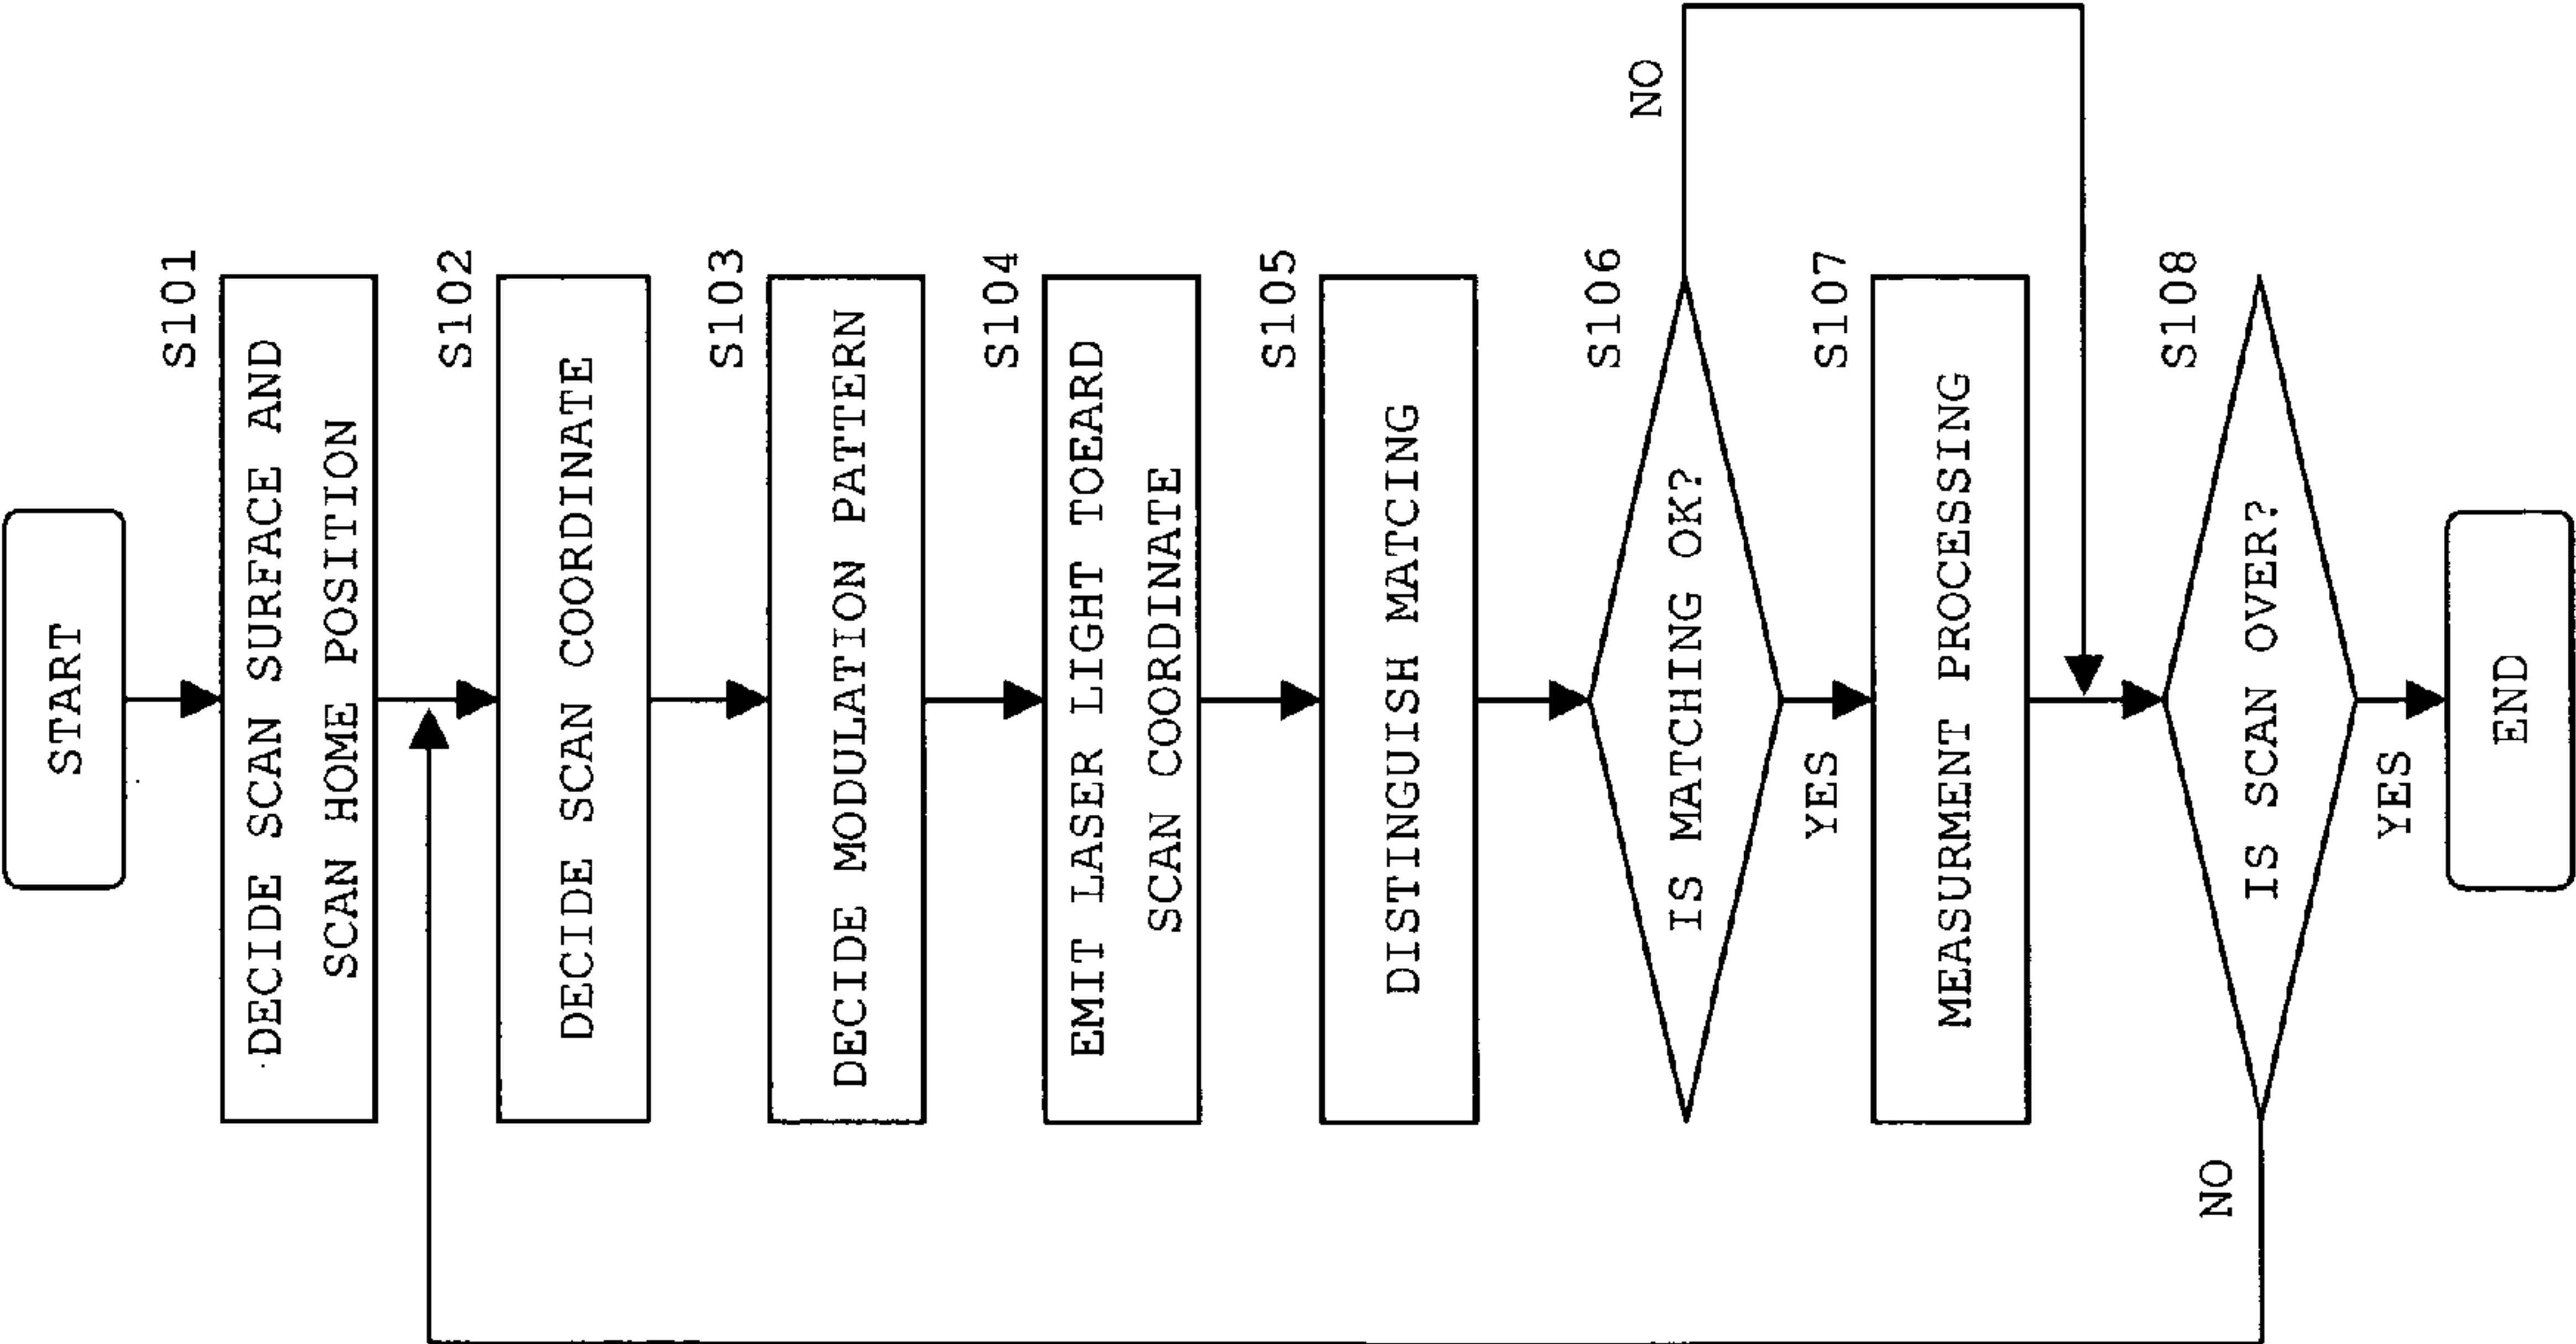 START
S101
DECIDE SCAN SURFACE AND
SCAN HOME POSITION
S102
DECIDE SCAN COORDINATE
S103
DECIDE MODULATION PATTERN
S104
EMIT LASER LIGHT TOEARD
SCAN COORDINATE
S105
DISTINGUISH MATCING
S106
IS MATCHING OK?
NO
YES
S107
MEASURMENT PROCESSING
S108
IS SCAN OVER?
NO
YES
END